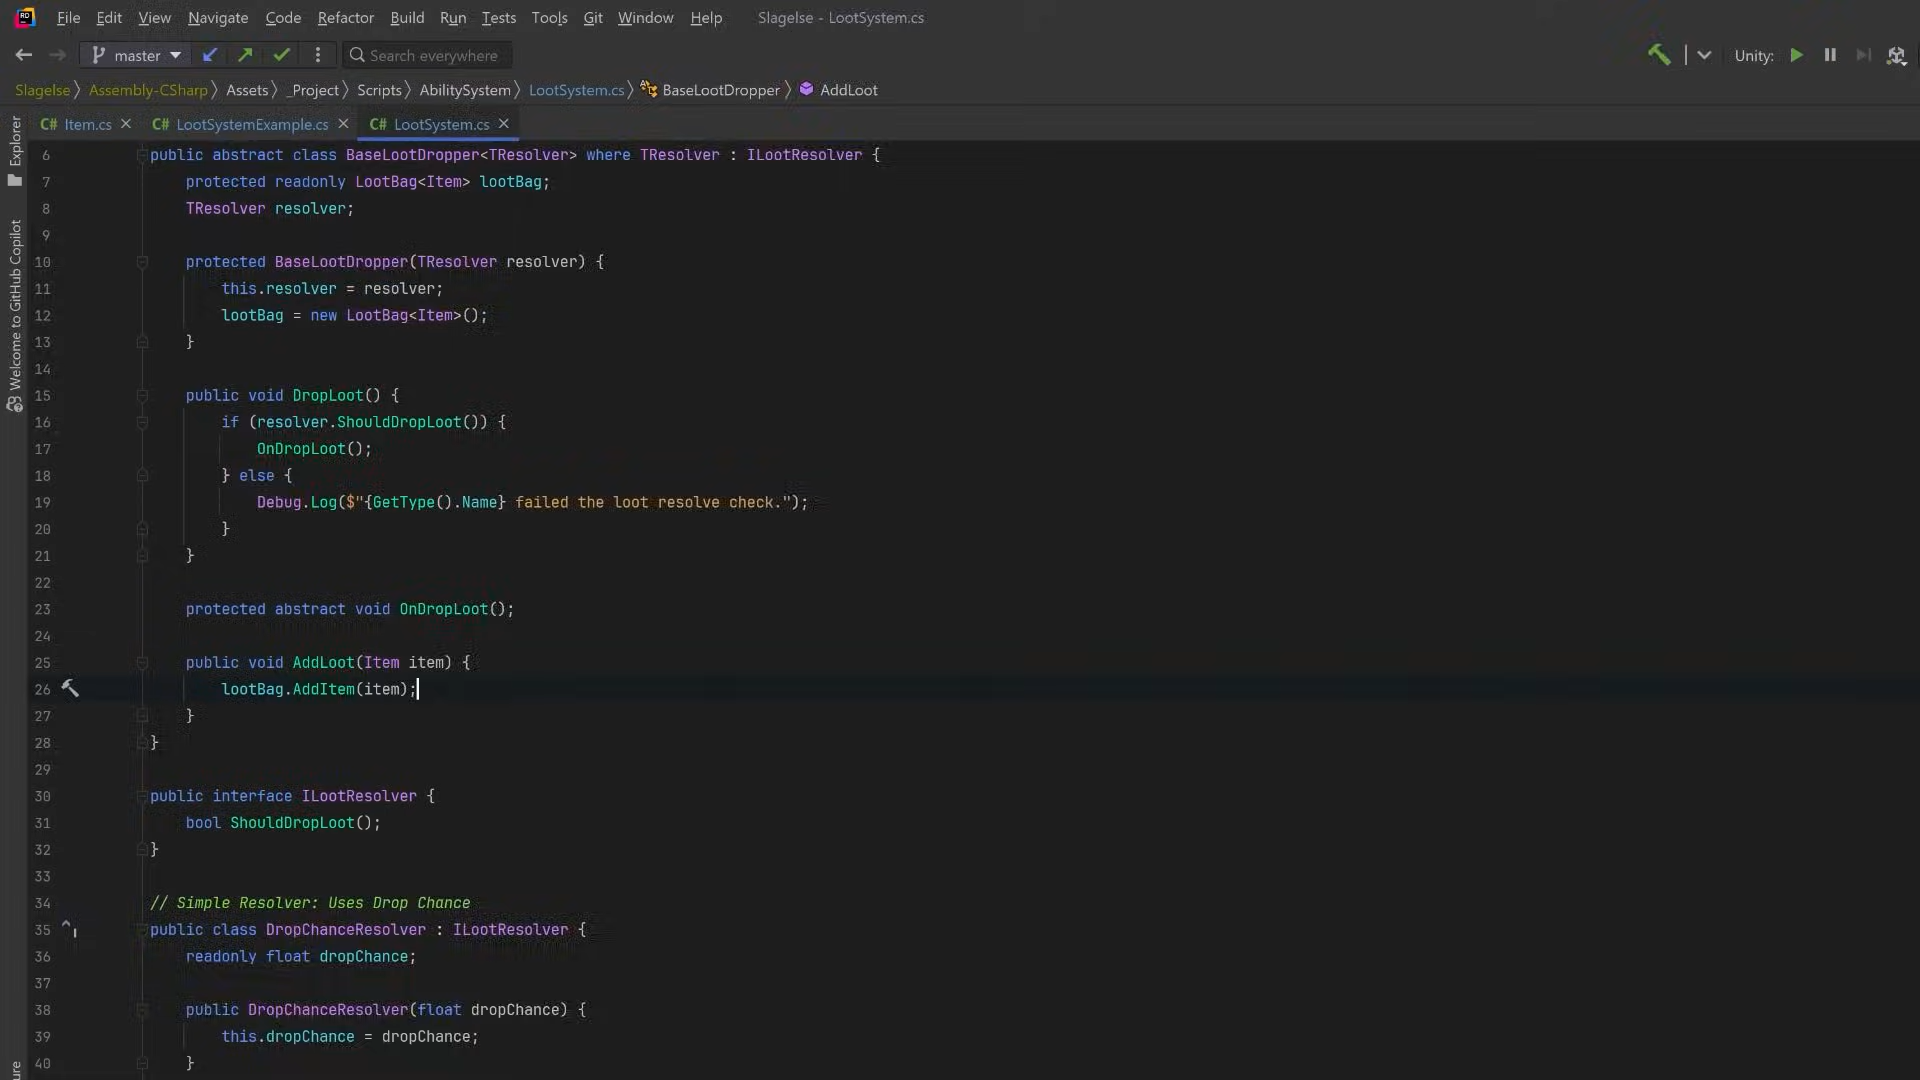 File Edit View Navigate Code Refactor Build Run Tests Tools Git Window Help Slagelse - LootSystem.cs
master Search everywhere Unity:
Slagelse Assembly-CSharp Assets _Project Scripts AbilitySystem LootSystem.cs BaseLootDropper AddLoot
C# Item.cs C# LootSystemExample.cs C# LootSystem.cs
Explorer
Welcome to GitHub Copilot
6 public abstract class BaseLootDropper<TResolver> where TResolver : ILootResolver {
7 protected readonly LootBag<Item> lootBag;
8 TResolver resolver;
9
10 protected BaseLootDropper(TResolver resolver) {
11 this.resolver = resolver;
12 lootBag = new LootBag<Item>();
13 }
14
15 public void DropLoot() {
16 if (resolver.ShouldDropLoot()) {
17 OnDropLoot();
18 } else {
19 Debug.Log($"{GetType().Name} failed the loot resolve check.");
20 }
21 }
22
23 protected abstract void OnDropLoot();
24
25 public void AddLoot(Item item) {
26 lootBag.AddItem(item);
27 }
28 }
29
30 public interface ILootResolver {
31 bool ShouldDropLoot();
32 }
33
34 // Simple Resolver: Uses Drop Chance
35 public class DropChanceResolver : ILootResolver {
36 readonly float dropChance;
37
38 public DropChanceResolver(float dropChance) {
39 this.dropChance = dropChance;
40 }